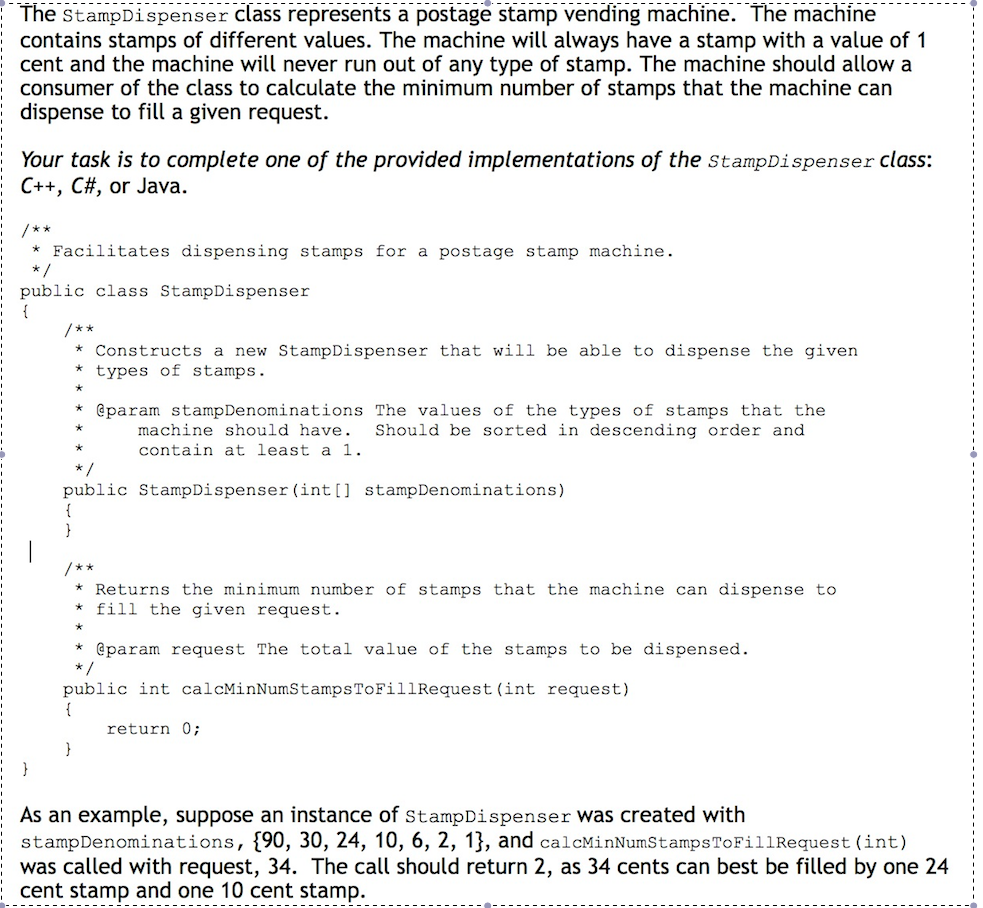 The StampDispenser class represents a postage stamp vending machine.  The machine
contains stamps of different values. The machine will always have a stamp with a value of 1
cent and the machine will never run out of any type of stamp. The machine should allow a
consumer of the class to calculate the minimum number of stamps that the machine can
dispense to fill a given request.

Your task is to complete one of the provided implementations of the StampDispenser class:
C++, C#, or Java.

/**
 * Facilitates dispensing stamps for a postage stamp machine.
 */
public class StampDispenser
{
    /**
     * Constructs a new StampDispenser that will be able to dispense the given
     * types of stamps.
     *
     * @param stampDenominations The values of the types of stamps that the
     *     machine should have.  Should be sorted in descending order and
     *     contain at least a 1.
     */
    public StampDispenser(int[] stampDenominations)
    {
    }

    /**
     * Returns the minimum number of stamps that the machine can dispense to
     * fill the given request.
     *
     * @param request The total value of the stamps to be dispensed.
     */
    public int calcMinNumStampsToFillRequest(int request)
    {
        return 0;
    }
}

As an example, suppose an instance of StampDispenser was created with
stampDenominations, {90, 30, 24, 10, 6, 2, 1}, and calcMinNumStampsToFillRequest(int)
was called with request, 34.  The call should return 2, as 34 cents can best be filled by one 24
cent stamp and one 10 cent stamp.